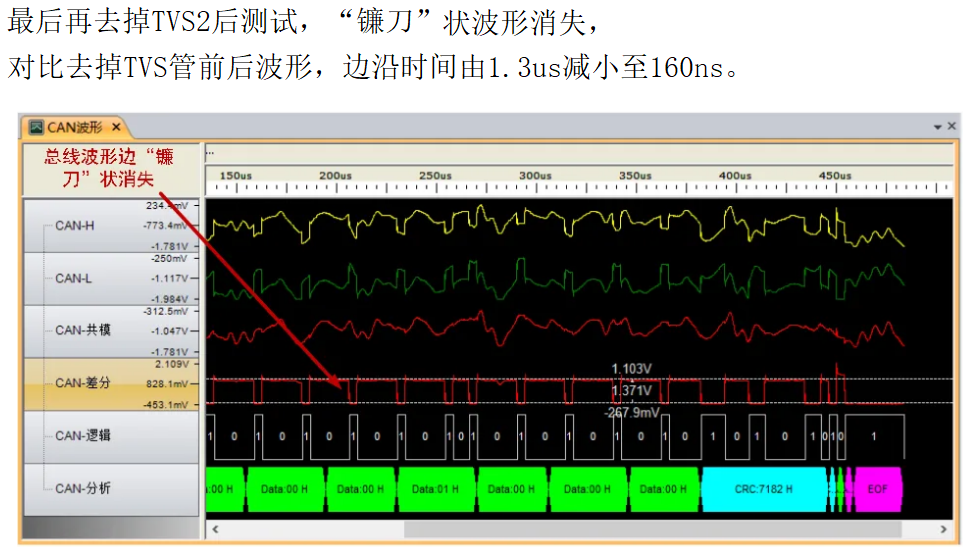 最后再去掉TVS2后测试，“镰刀”状波形消失，
对比去掉TVS管前后波形，边沿时间由1.3us减小至160ns。
CAN波形
总线波形边“镰
刀”状消失
...
150us 200us 250us 300us 350us 400us 450us
234.4mV
CAN-H -773.4mV
-1.781V
-250mV
CAN-L -1.117V
-1.984V
-312.5mV
CAN-共模 -1.047V
-1.781V
2.109V
CAN-差分 828.1mV
-453.1mV
1.103V
1.371V
-267.9mV
CAN-逻辑 1 0 1 0 1 0 1 0 1 0 1 0 1 0 1 0 1 0 1 0 1 0 1 0 1 0 1 0 1
CAN-分析 :00 H Data:00 H Data:00 H Data:01 H Data:00 H Data:00 H Data:00 H CRC:7182 H EOF